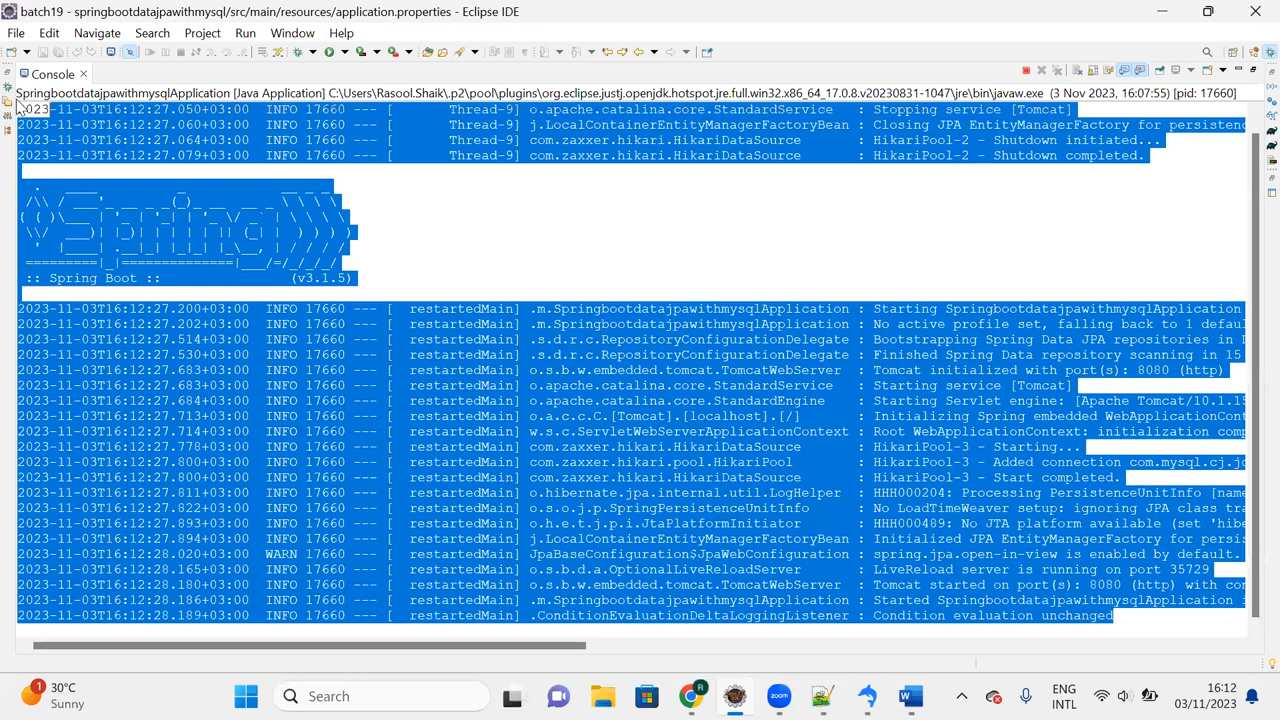 batch19 - springbootdatajpawithmysql/src/main/resources/application.properties - Eclipse IDE
File Edit Navigate Search Project Run Window Help
Console
SpringbootdatajpawithmysqlApplication [Java Application] C:\Users\Rasool.Shaik\.p2\pool\plugins\org.eclipse.justj.openjdk.hotspot.jre.full.win32.x86_64_17.0.8.v20230831-1047\jre\bin\javaw.exe (3 Nov 2023, 16:07:55) [pid: 17660]
2023-11-03T16:12:27.050+03:00 INFO 17660 --- [ Thread-9] o.apache.catalina.core.StandardService : Stopping service [Tomcat]
2023-11-03T16:12:27.060+03:00 INFO 17660 --- [ Thread-9] j.LocalContainerEntityManagerFactoryBean : Closing JPA EntityManagerFactory for persistenc
2023-11-03T16:12:27.064+03:00 INFO 17660 --- [ Thread-9] com.zaxxer.hikari.HikariDataSource : HikariPool-2 - Shutdown initiated...
2023-11-03T16:12:27.079+03:00 INFO 17660 --- [ Thread-9] com.zaxxer.hikari.HikariDataSource : HikariPool-2 - Shutdown completed.
Spring
:: Spring Boot :: (v3.1.5)
2023-11-03T16:12:27.200+03:00 INFO 17660 --- [ restartedMain] .m.SpringbootdatajpawithmysqlApplication : Starting SpringbootdatajpawithmysqlApplication
2023-11-03T16:12:27.202+03:00 INFO 17660 --- [ restartedMain] .m.SpringbootdatajpawithmysqlApplication : No active profile set, falling back to 1 defaul
2023-11-03T16:12:27.514+03:00 INFO 17660 --- [ restartedMain] .s.d.r.c.RepositoryConfigurationDelegate : Bootstrapping Spring Data JPA repositories in D
2023-11-03T16:12:27.530+03:00 INFO 17660 --- [ restartedMain] .s.d.r.c.RepositoryConfigurationDelegate : Finished Spring Data repository scanning in 15
2023-11-03T16:12:27.683+03:00 INFO 17660 --- [ restartedMain] o.s.b.w.embedded.tomcat.TomcatWebServer : Tomcat initialized with port(s): 8080 (http)
2023-11-03T16:12:27.683+03:00 INFO 17660 --- [ restartedMain] o.apache.catalina.core.StandardService : Starting service [Tomcat]
2023-11-03T16:12:27.684+03:00 INFO 17660 --- [ restartedMain] o.apache.catalina.core.StandardEngine : Starting Servlet engine: [Apache Tomcat/10.1.15
2023-11-03T16:12:27.713+03:00 INFO 17660 --- [ restartedMain] o.a.c.c.C.[Tomcat].[localhost].[/] : Initializing Spring embedded WebApplicationCont
2023-11-03T16:12:27.714+03:00 INFO 17660 --- [ restartedMain] w.s.c.ServletWebServerApplicationContext : Root WebApplicationContext: initialization comp
2023-11-03T16:12:27.778+03:00 INFO 17660 --- [ restartedMain] com.zaxxer.hikari.HikariDataSource : HikariPool-3 - Starting...
2023-11-03T16:12:27.800+03:00 INFO 17660 --- [ restartedMain] com.zaxxer.hikari.pool.HikariPool : HikariPool-3 - Added connection com.mysql.cj.jd
2023-11-03T16:12:27.800+03:00 INFO 17660 --- [ restartedMain] com.zaxxer.hikari.HikariDataSource : HikariPool-3 - Start completed.
2023-11-03T16:12:27.811+03:00 INFO 17660 --- [ restartedMain] o.hibernate.jpa.internal.util.LogHelper : HHH000204: Processing PersistenceUnitInfo [name
2023-11-03T16:12:27.822+03:00 INFO 17660 --- [ restartedMain] o.s.o.j.p.SpringPersistenceUnitInfo : No LoadTimeWeaver setup: ignoring JPA class tra
2023-11-03T16:12:27.893+03:00 INFO 17660 --- [ restartedMain] o.h.e.t.j.p.i.JtaPlatformInitiator : HHH000489: No JTA platform available (set 'hibe
2023-11-03T16:12:27.894+03:00 INFO 17660 --- [ restartedMain] j.LocalContainerEntityManagerFactoryBean : Initialized JPA EntityManagerFactory for persis
2023-11-03T16:12:28.020+03:00 WARN 17660 --- [ restartedMain] JpaBaseConfiguration$JpaWebConfiguration : spring.jpa.open-in-view is enabled by default.
2023-11-03T16:12:28.165+03:00 INFO 17660 --- [ restartedMain] o.s.b.d.a.OptionalLiveReloadServer : LiveReload server is running on port 35729
2023-11-03T16:12:28.180+03:00 INFO 17660 --- [ restartedMain] o.s.b.w.embedded.tomcat.TomcatWebServer : Tomcat started on port(s): 8080 (http) with con
2023-11-03T16:12:28.186+03:00 INFO 17660 --- [ restartedMain] .m.SpringbootdatajpawithmysqlApplication : Started SpringbootdatajpawithmysqlApplication i
2023-11-03T16:12:28.189+03:00 INFO 17660 --- [ restartedMain] .ConditionEvaluationDeltaLoggingListener : Condition evaluation unchanged
1
30°C
Sunny
Search
zoom
ENG
INTL
16:12
03/11/2023